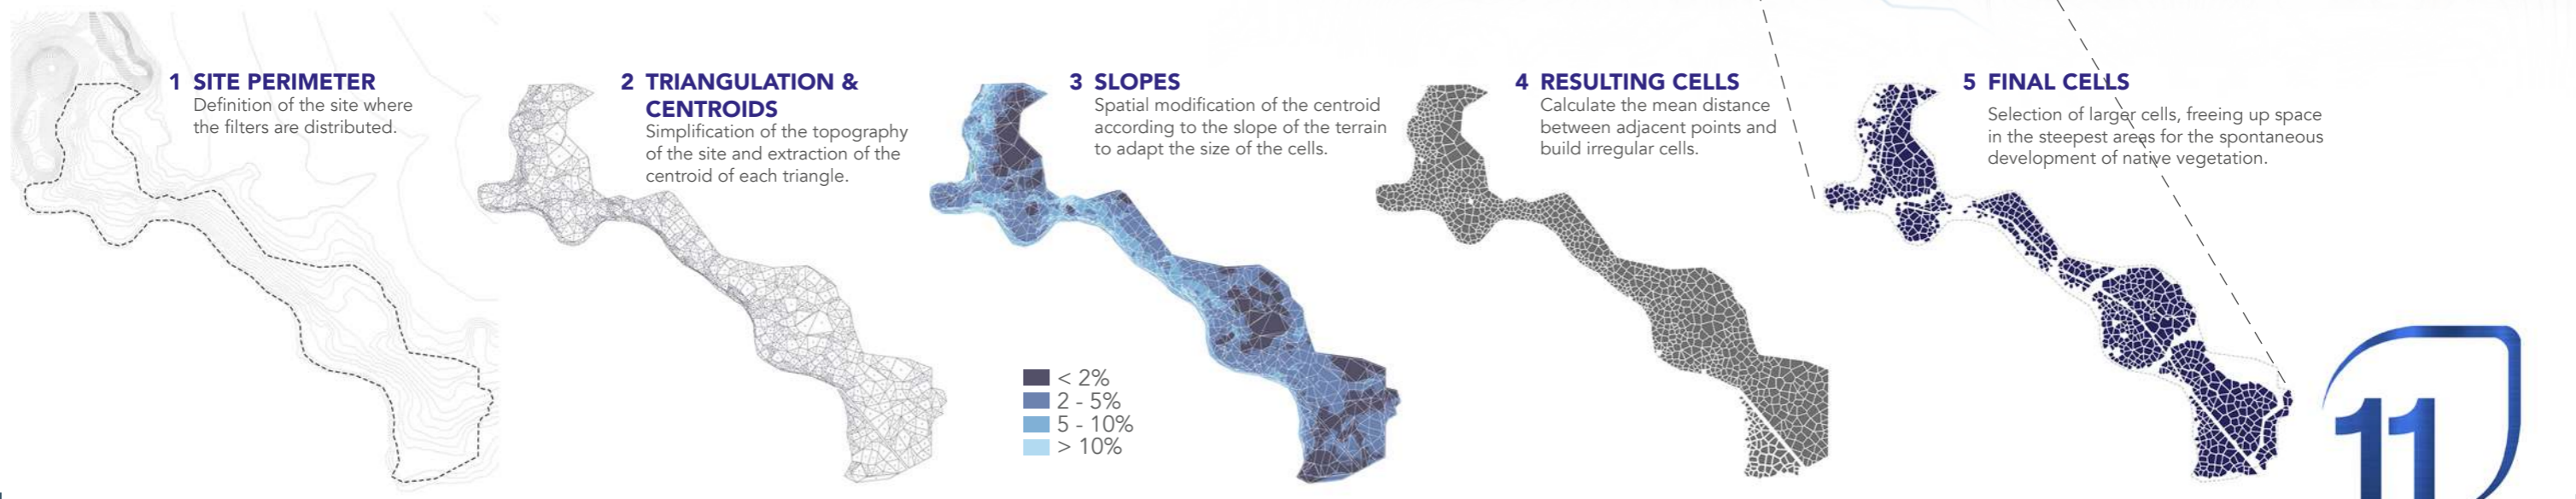 1 SITE PERIMETER
Definition of the site where
the filters are distributed.
2 TRIANGULATION &
CENTROIDS
Simplification of the topography
of the site and extraction of the
centroid of each triangle.
3 SLOPES
Spatial modification of the centroid
according to the slope of the terrain
to adapt the size of the cells.
< 2%
2 - 5%
5 - 10%
> 10%
4 RESULTING CELLS
Calculate the mean distance
between adjacent points and
build irregular cells.
5 FINAL CELLS
Selection of larger cells, freeing up space
in the steepest areas for the spontaneous
development of native vegetation.
11